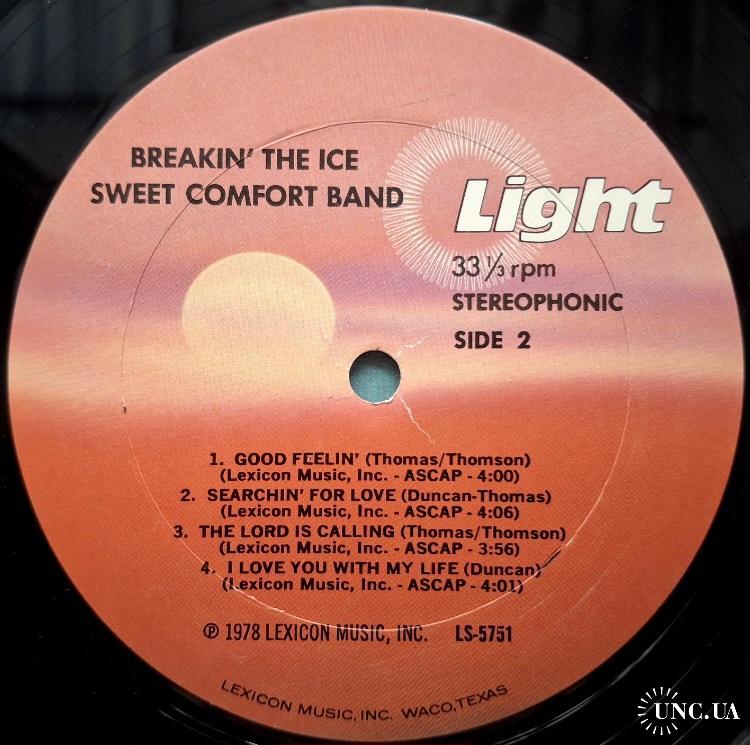 BREAKIN' THE ICE
SWEET COMFORT BAND
Light
33 1/3 rpm
STEREOPHONIC
SIDE 2
1. GOOD FEELIN' (Thomas/Thomson)
(Lexicon Music, Inc. - ASCAP - 4:00)
2. SEARCHIN' FOR LOVE (Duncan-Thomas)
(Lexicon Music, Inc. - ASCAP - 4:06)
3. THE LORD IS CALLING (Thomas/Thomson)
(Lexicon Music, Inc. - ASCAP - 3:56)
4. I LOVE YOU WITH MY LIFE (Duncan)
(Lexicon Music, Inc. - ASCAP - 4:01)
℗ 1978 LEXICON MUSIC, INC. LS-5751
LEXICON MUSIC, INC. WACO, TEXAS
UNC.UA